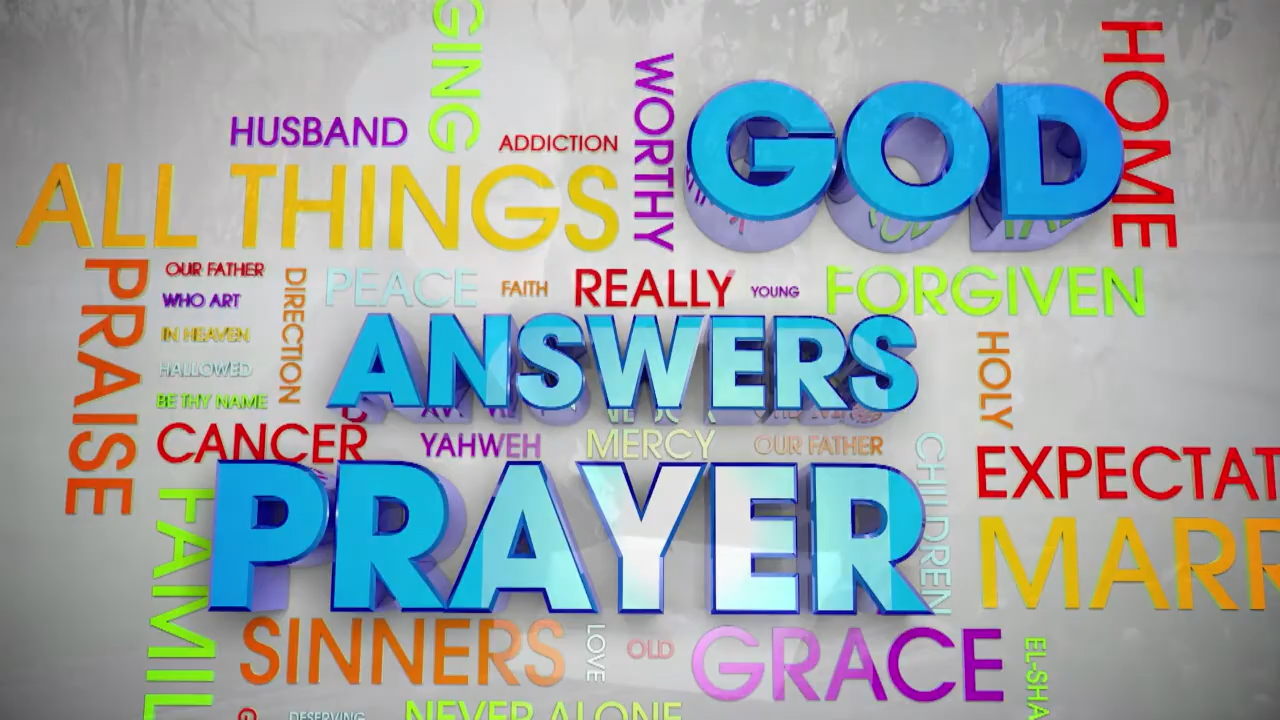 GING
HOME
WORTHY
GOD
HUSBAND
ADDICTION
ALL THINGS
PRAISE
OUR FATHER
WHO ART
IN HEAVEN
HALLOWED
BE THY NAME
DIRECTION
PEACE
FAITH
REALLY
YOUNG
FORGIVEN
ANSWERS
HOLY
CANCER
YAHWEH
MERCY
OUR FATHER
CHILDREN
EXPECTAT
PRAYER
MARR
FAMIL
SINNERS
LOVE
OLD
GRACE
EL-SHA
DESERVING
NEVER ALONE